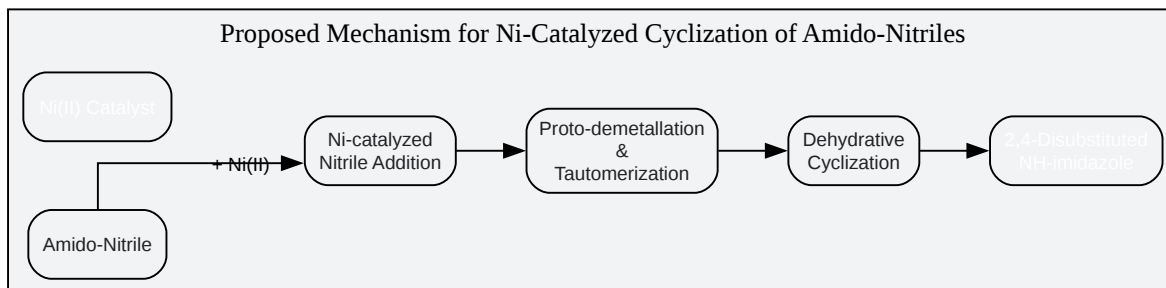 Proposed Mechanism for Ni-Catalyzed Cyclization of Amido-Nitriles
Ni(II) Catalyst
+ Ni(II)
Amido-Nitrile
Ni-catalyzed
Nitrile Addition
Proto-demetallation
&
Tautomerization
Dehydrative
Cyclization
2,4-Disubstituted
NH-imidazole